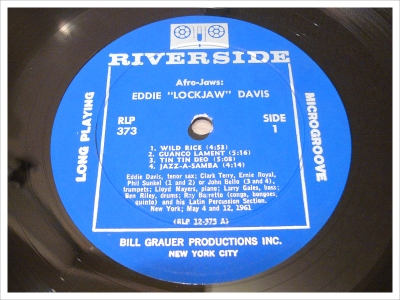 RIVERSIDE
Afro-Jaws:
EDDIE "LOCKJAW" DAVIS
RLP
373
SIDE
1
LONG PLAYING
MICROGROOVE
1. WILD RICE (4:53)
2. GUANCO LAMENT (5:16)
3. TIN TIN DEO (5:08)
4. JAZZ-A-SAMBA (4:14)
Eddie Davis, tenor sax; Clark Terry, Ernie Royal,
Phil Sunkel (1 and 2) or John Bello (3 and 4),
trumpets; Lloyd Mayers, piano; Larry Gales, bass;
Ben Riley, drums; Ray Barretto (conga, bongos,
quinto) and his Latin Percussion Section.
New York; May 4 and 12, 1961
(RLP 12-373 A)
BILL GRAUER PRODUCTIONS INC.
NEW YORK CITY